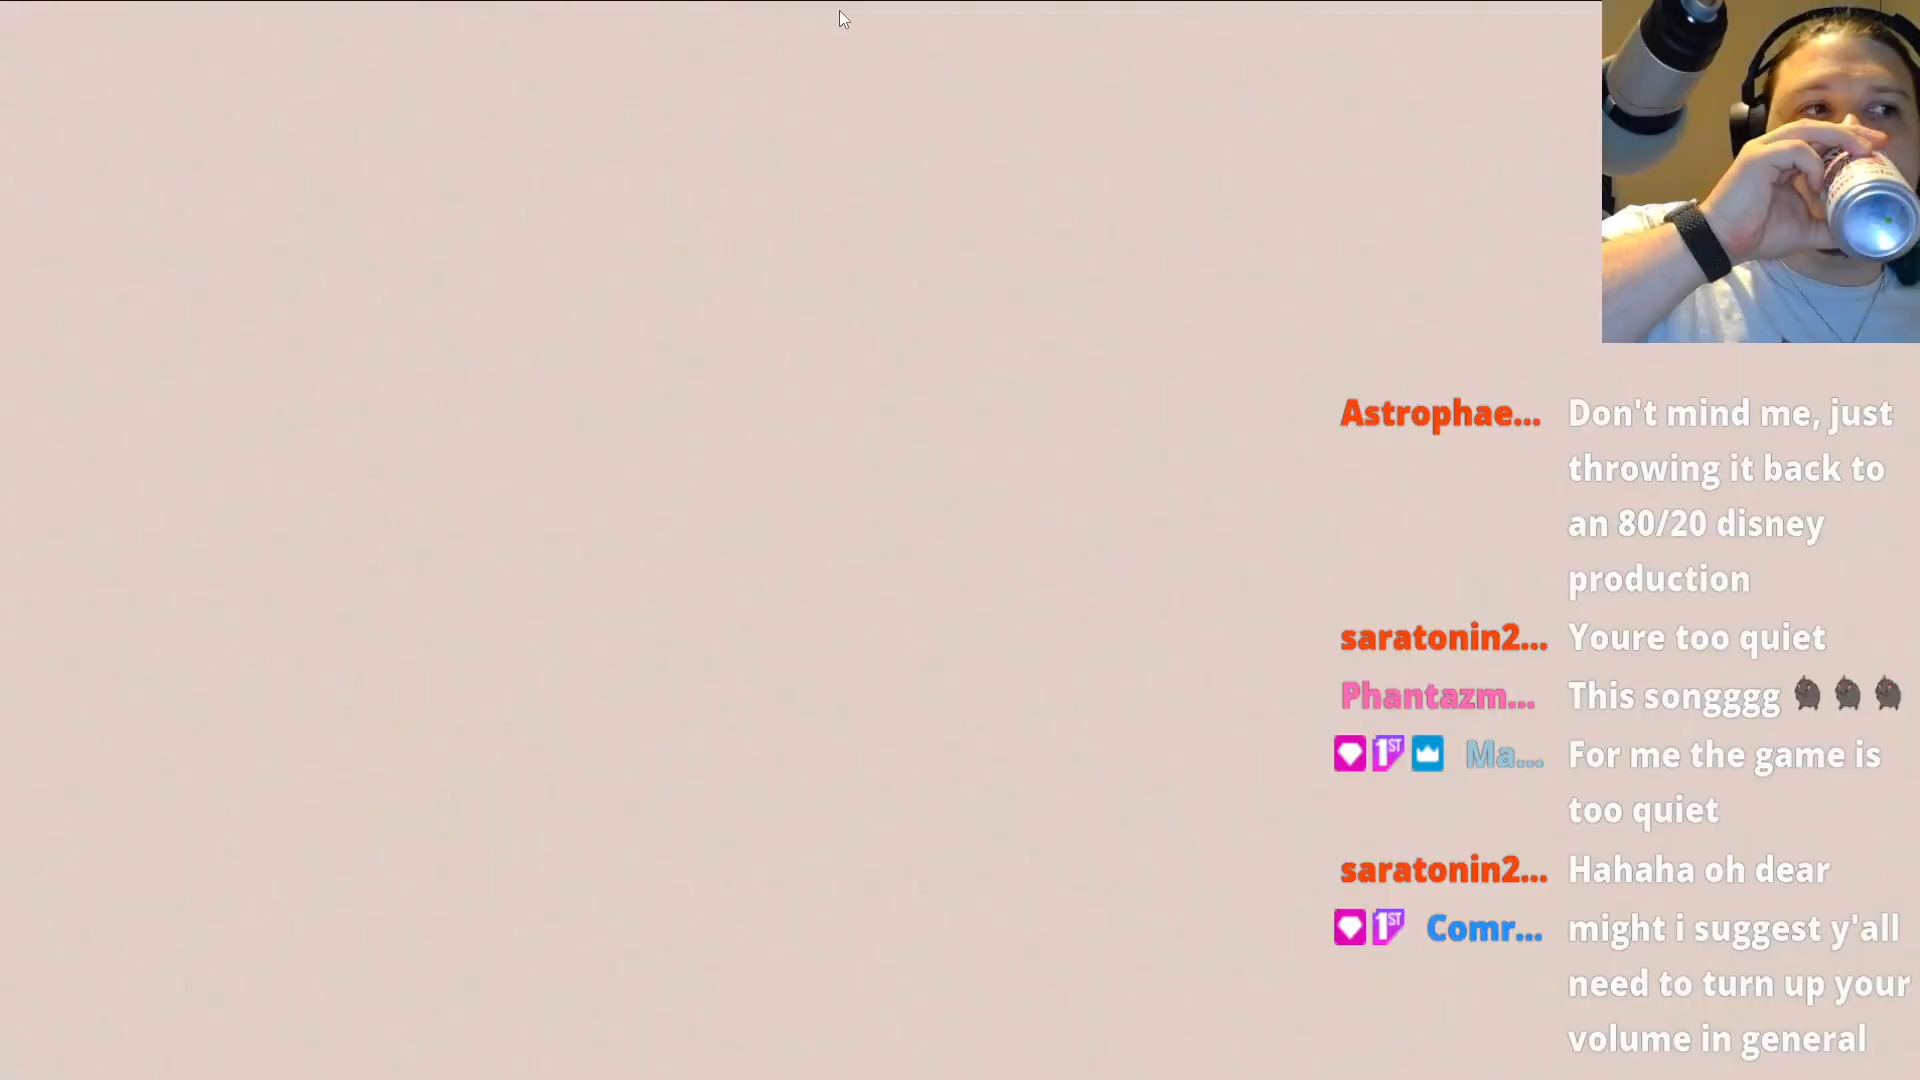 Astrophae... Don't mind me, just
throwing it back to
an 80/20 disney
production
saratonin2... Youre too quiet
Phantazm... This songggg
1ST Ma... For me the game is
too quiet
saratonin2... Hahaha oh dear
1ST Comr... might i suggest y'all
need to turn up your
volume in general